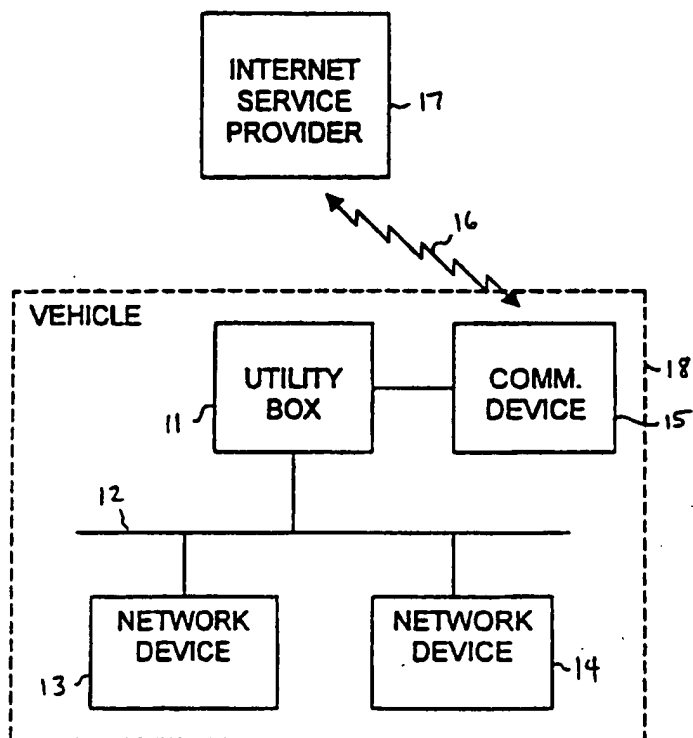 INTERNET
SERVICE
PROVIDER
17
16
VEHICLE
18
UTILITY
BOX
11
COMM.
DEVICE
15
12
NETWORK
DEVICE
13
NETWORK
DEVICE
14